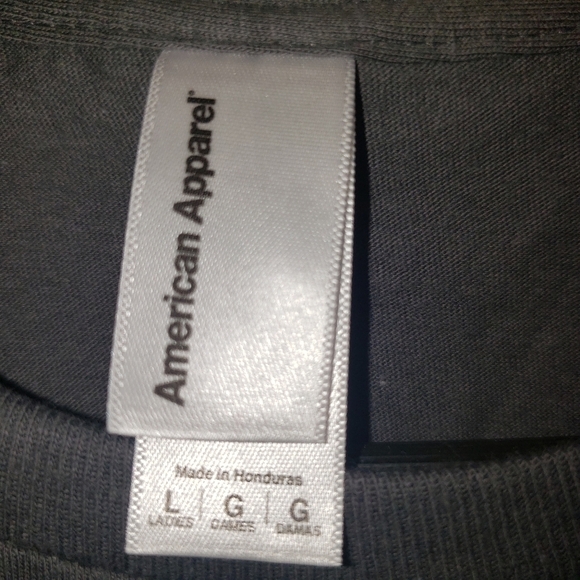 American Apparel®
Made in Honduras
L | G | G
LADIES DAMES DAMAS